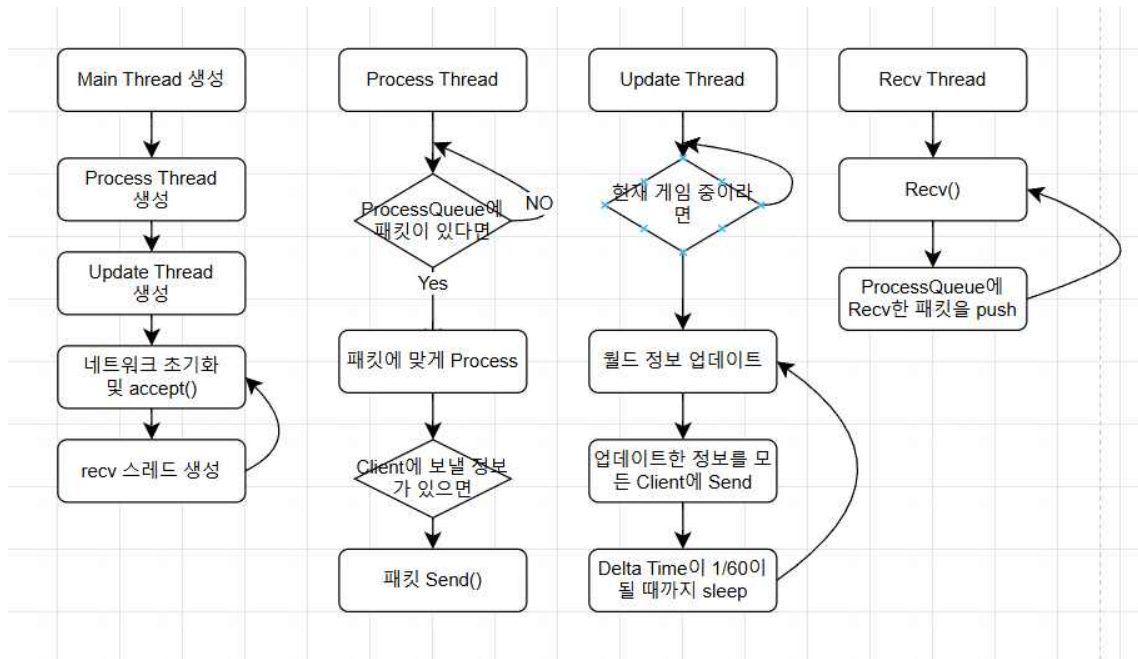 Main Thread 생성
Process Thread
생성
Update Thread
생성
네트워크 초기화
및 accept()
recv 스레드 생성
Process Thread
ProcessQueue에
패킷이 있다면
NO
Yes
패킷에 맞게 Process
Client에 보낼 정보
가 있으면
패킷 Send()
Update Thread
현재 게임 중이라
면
월드 정보 업데이트
업데이트한 정보를 모
든 Client에 Send
Delta Time이 1/60이
될 때까지 sleep
Recv Thread
Recv()
ProcessQueue에
Recv한 패킷을 push